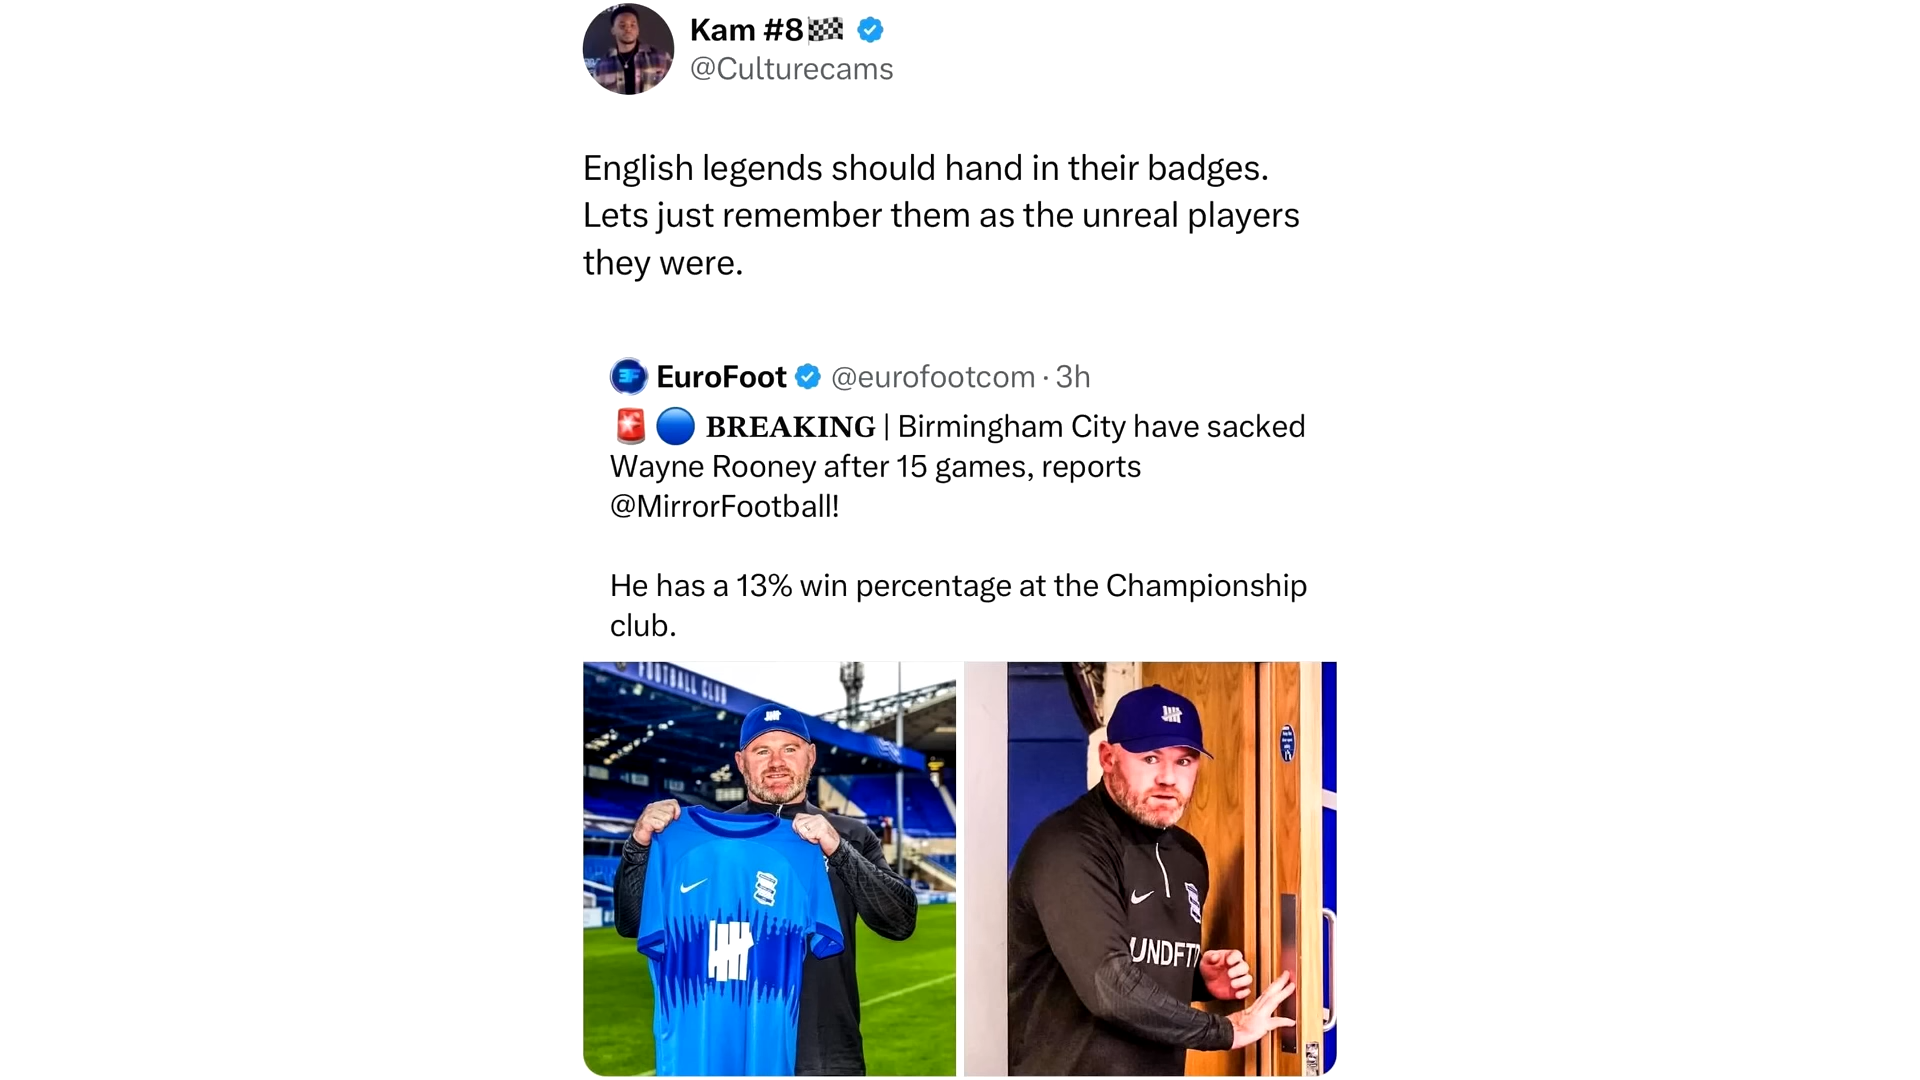 Kam #8🏁
@Culturecams
English legends should hand in their badges.
Lets just remember them as the unreal players
they were.
EuroFoot @eurofootcom · 3h
🚨🔵 𝐁𝐑𝐄𝐀𝐊𝐈𝐍𝐆 | Birmingham City have sacked
Wayne Rooney after 15 games, reports
@MirrorFootball!
He has a 13% win percentage at the Championship
club.
FOOTBALL CLUB
UNDFTD